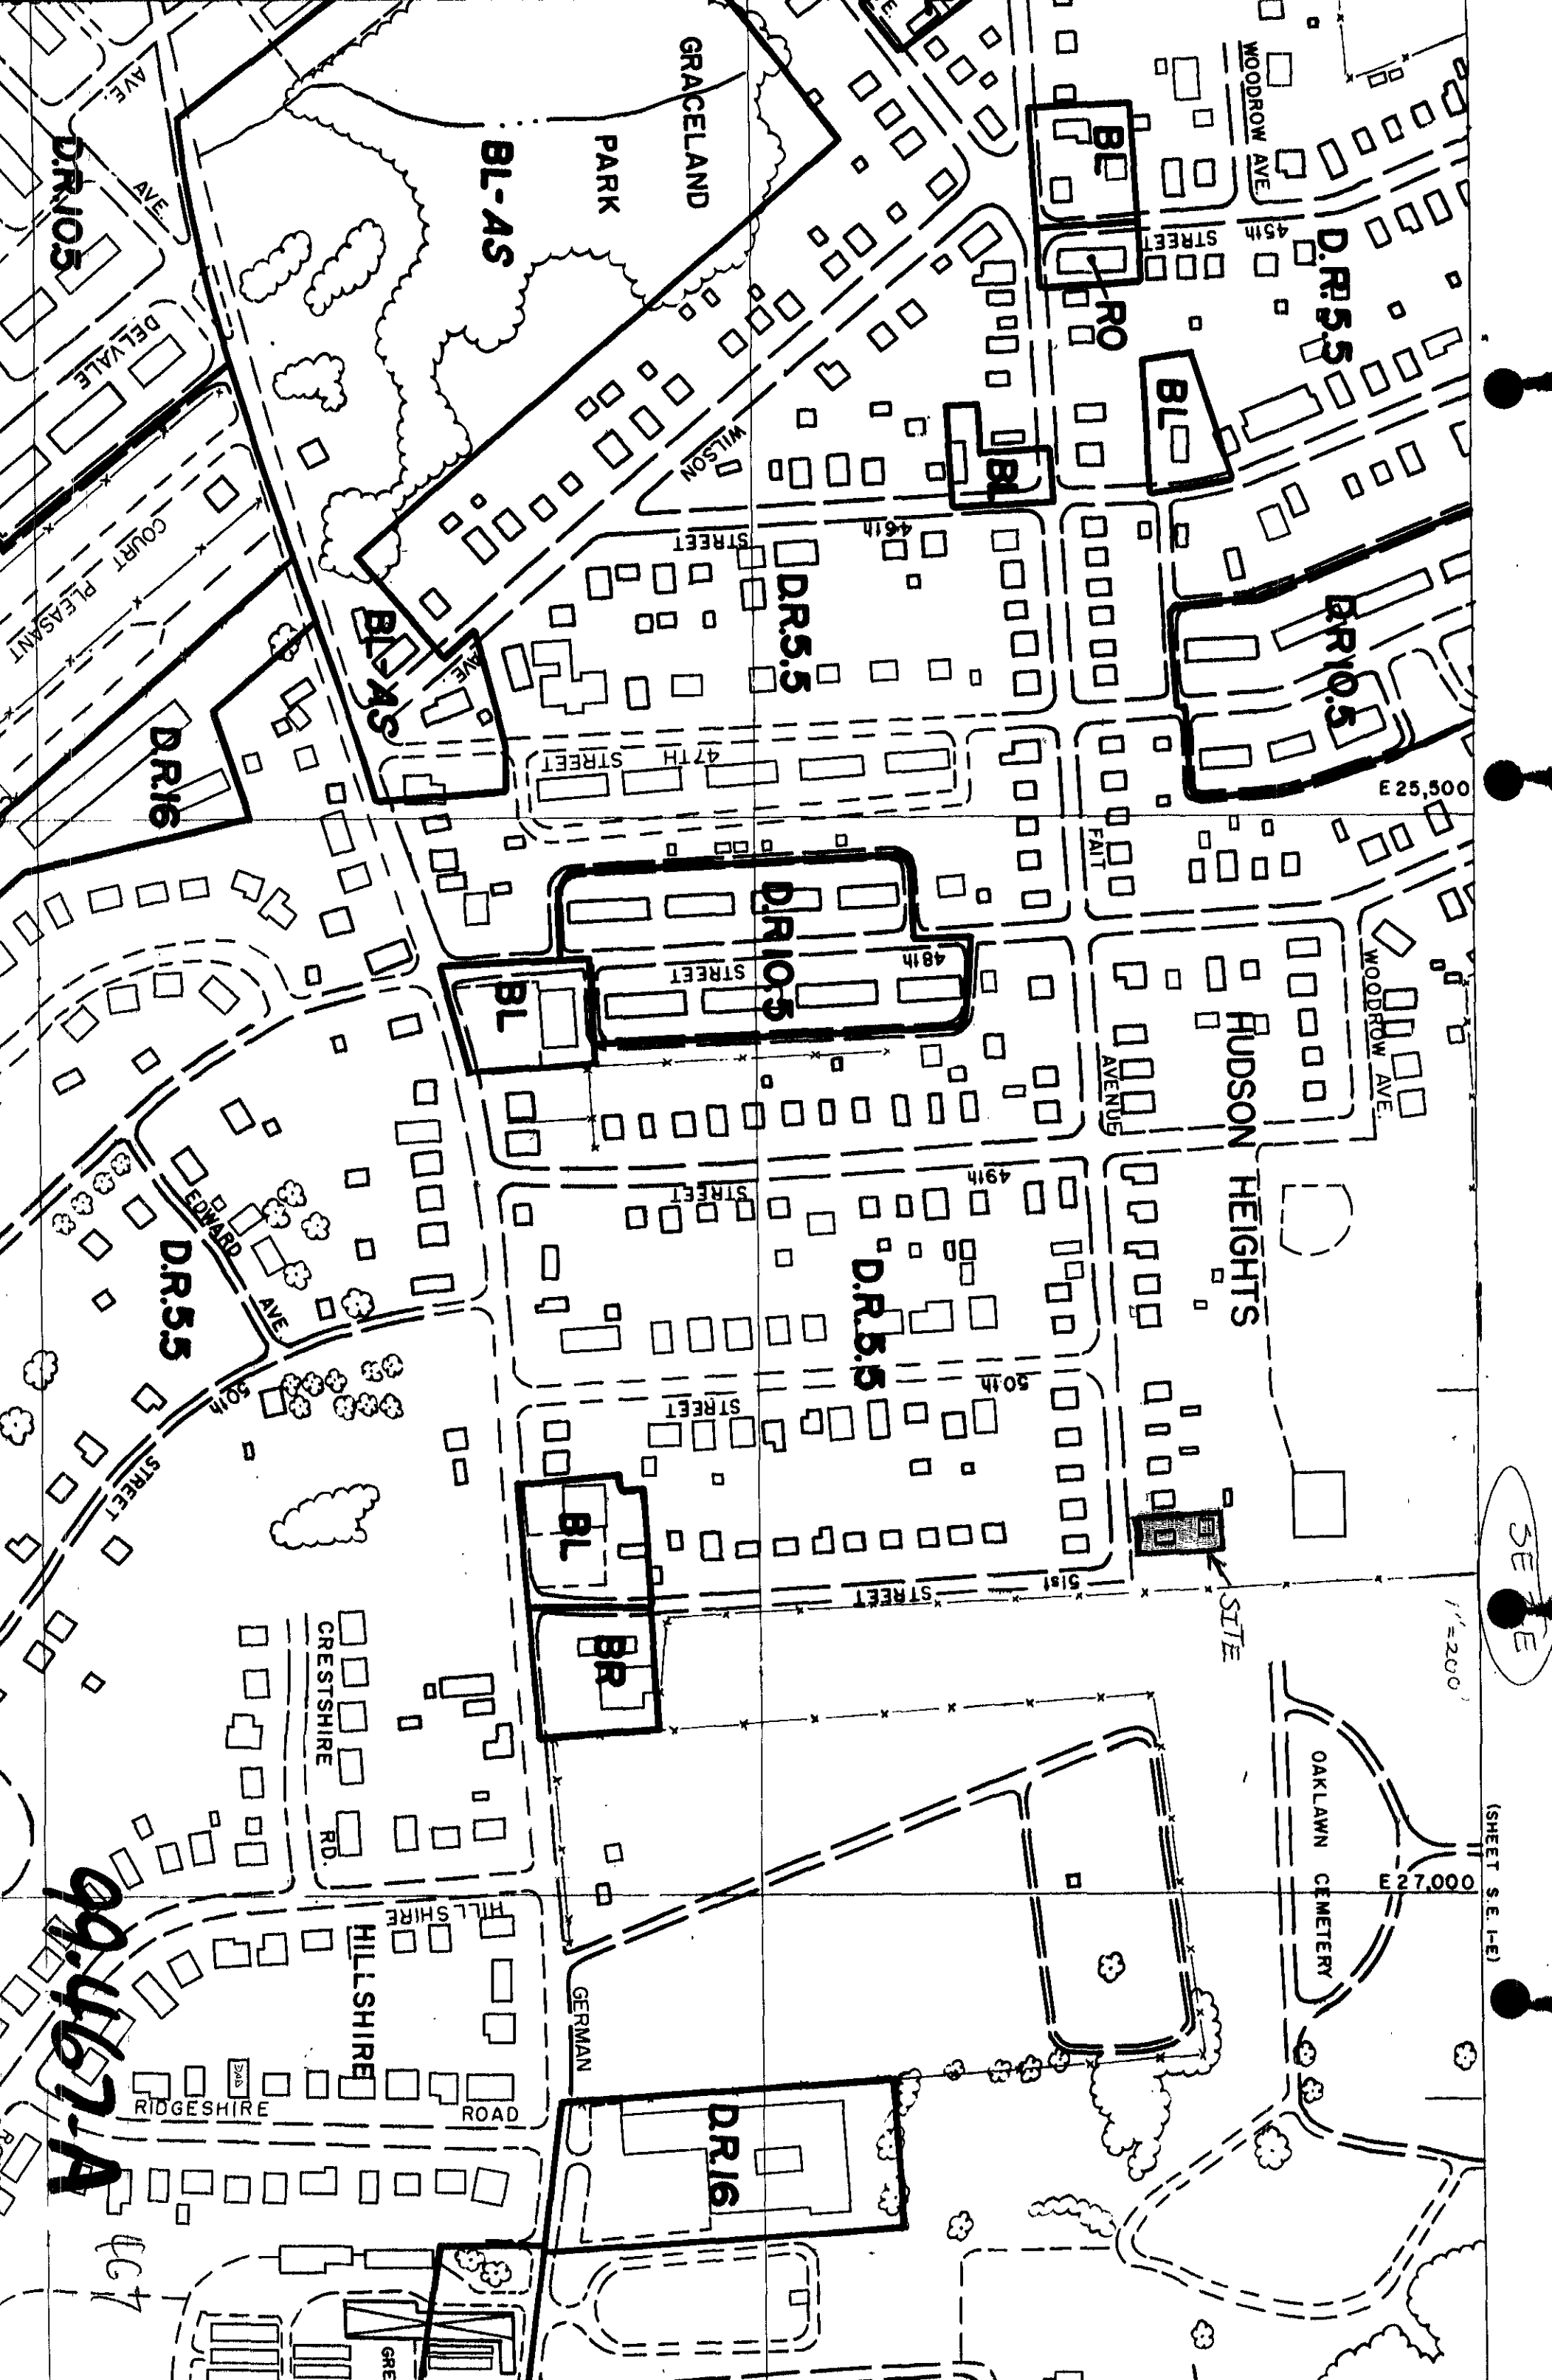 GRACELAND
PARK
BL-AS
D.R.10.5
AVE.
AVE.
DELVALE
WOODROW AVE.
BL
45th
STREET
RO
D.R.5.5
BL
BL
WILSON
46th
STREET
COURT
PLEASANT
D.R.16
BL-AS
AVE.
D.R.5.5
D.R.10.5
47TH
STREET
E 25,500
FAIT
AVENUE
D.R.10.5
48th
STREET
BL
WOODROW AVE.
HUDSON HEIGHTS
49th
STREET
EDWARD
AVE.
D.R.5.5
D.R.5.5
50th
STREET
50th
STREET
BL
BR
51st
STREET
SITE
1"=200'
CRESTSHIRE
RD.
OAKLAWN CEMETERY
(SHEET S.E. 1-E)
E 27,000
HILLSHIRE
HILLSHIRE
GERMAN
RIDGESHIRE
ROAD
D.R.16
99.467-A
467
GRE